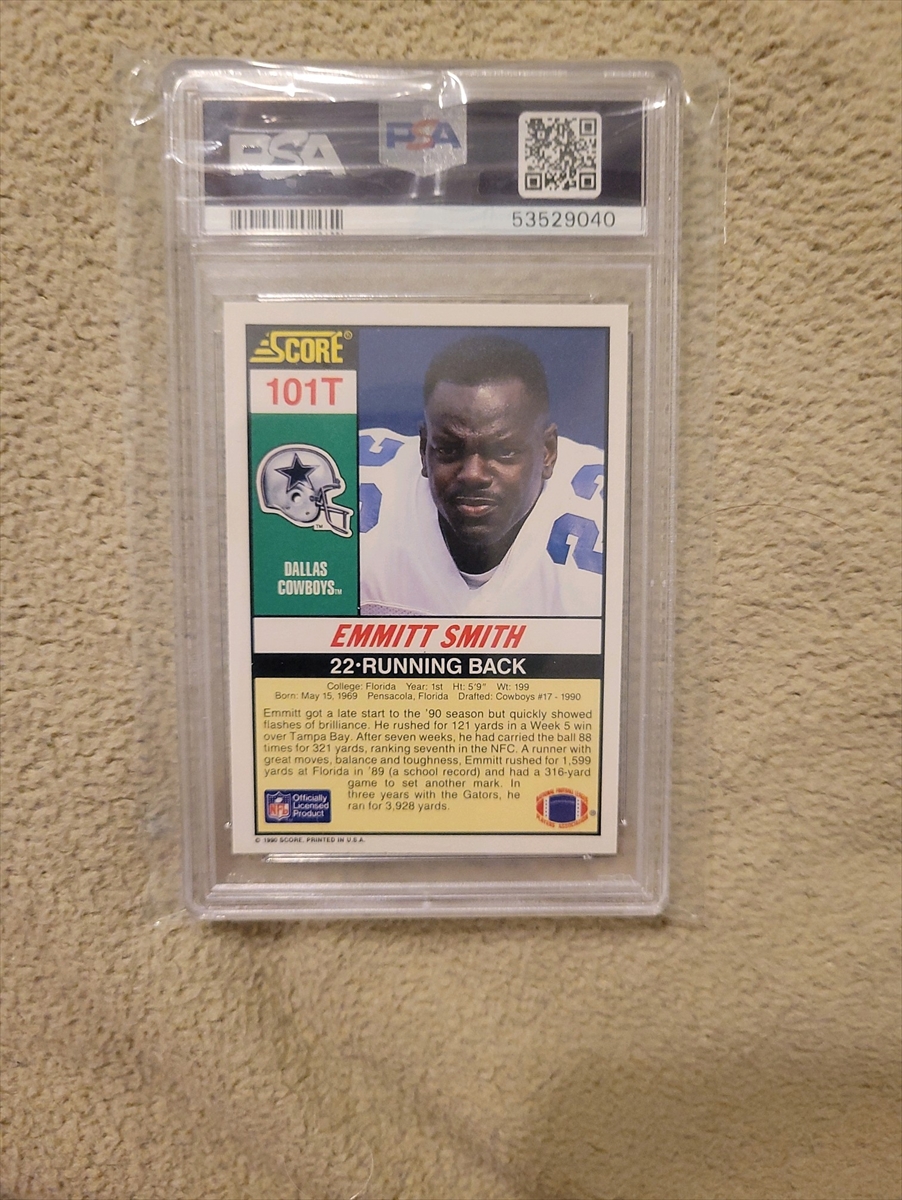 PSA PSA
53529040
SCORE®
101T
22
DALLAS
COWBOYS™
EMMITT SMITH
22·RUNNING BACK
College: Florida Year: 1st Ht: 5'9" Wt: 199
Born: May 15, 1969 Pensacola, Florida Drafted: Cowboys #17 - 1990
Emmitt got a late start to the '90 season but quickly showed
flashes of brilliance. He rushed for 121 yards in a Week 5 win
over Tampa Bay. After seven weeks, he had carried the ball 88
times for 321 yards, ranking seventh in the NFC. A runner with
great moves, balance and toughness, Emmitt rushed for 1,599
yards at Florida in '89 (a school record) and had a 316-yard
game to set another mark. In
three years with the Gators, he
ran for 3,928 yards.
NFL
Officially
Licensed
Product
© 1990 SCORE. PRINTED IN U.S.A.